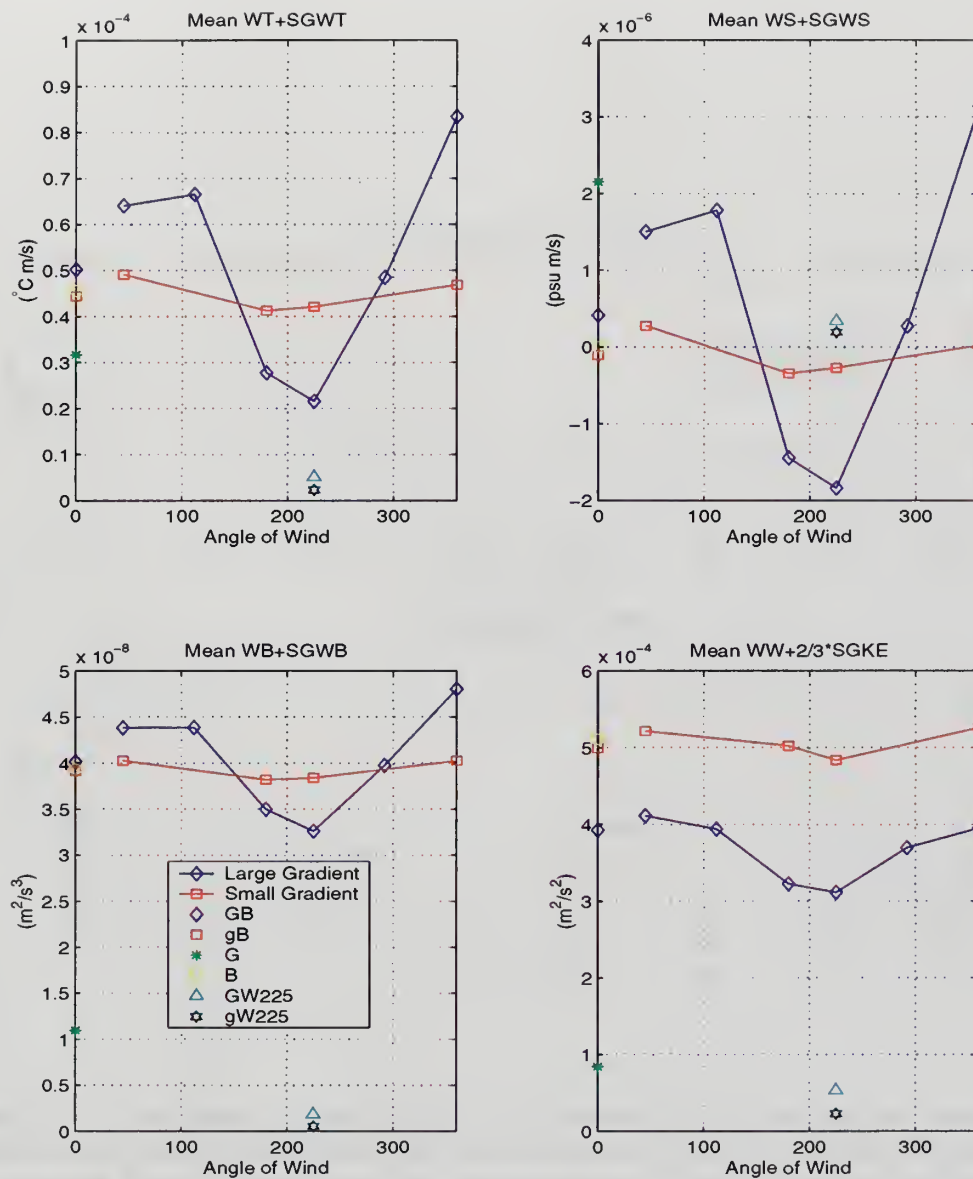 x 10⁻⁴
Mean WT+SGWT
1
0.9
0.8
0.7
0.6
0.5
0.4
0.3
0.2
0.1
0
(°C m/s)
0
100
200
300
Angle of Wind
x 10⁻⁶
Mean WS+SGWS
4
3
2
1
0
−1
−2
(psu m/s)
0
100
200
300
Angle of Wind
x 10⁻⁸
Mean WB+SGWB
5
4.5
4
3.5
3
2.5
2
1.5
1
0.5
0
(m²/s³)
Large Gradient
Small Gradient
GB
gB
G
B
GW225
gW225
0
100
200
300
Angle of Wind
x 10⁻⁴
Mean WW+2/3*SGKE
6
5
4
3
2
1
0
(m²/s²)
0
100
200
300
Angle of Wind